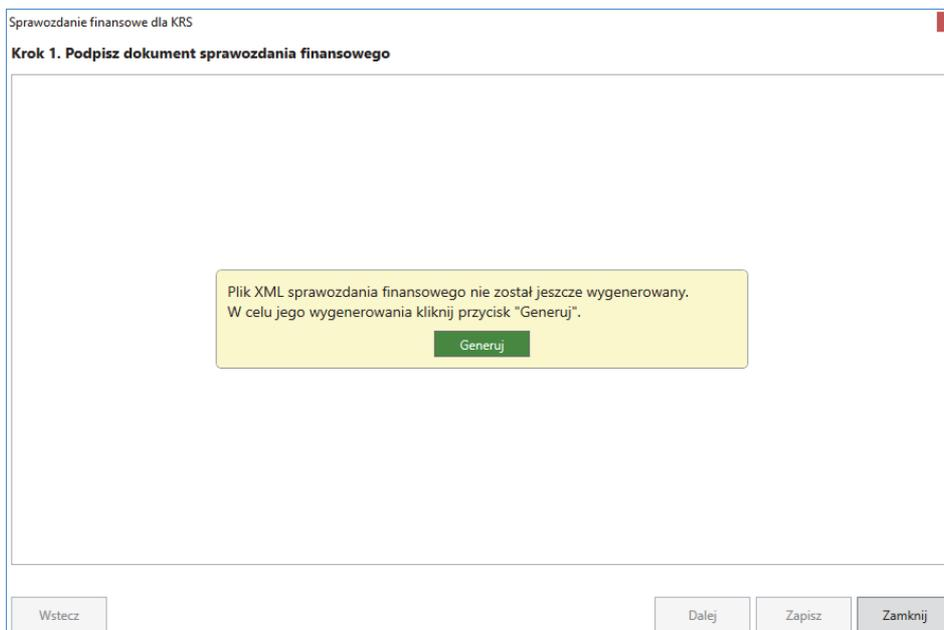 Sprawozdanie finansowe dla KRS
Krok 1. Podpisz dokument sprawozdania finansowego
Plik XML sprawozdania finansowego nie został jeszcze wygenerowany.
W celu jego wygenerowania kliknij przycisk "Generuj".
Generuj
Wstecz
Dalej
Zapisz
Zamknij